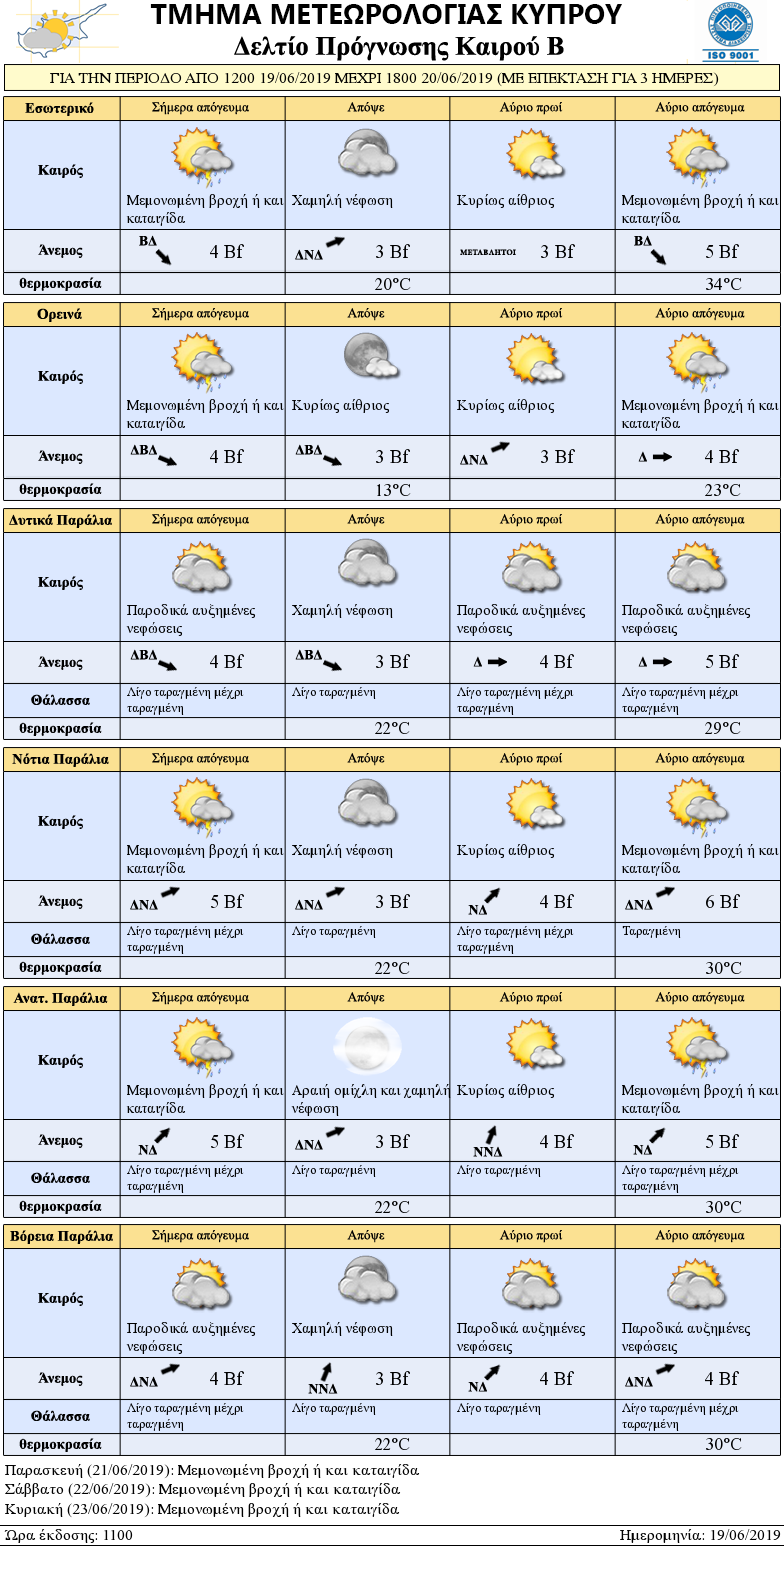 ΤΜΗΜΑ ΜΕΤΕΩΡΟΛΟΓΙΑΣ ΚΥΠΡΟΥ
Δελτίο Πρόγνωσης Καιρού Β
ISO 9001
ΓΙΑ ΤΗΝ ΠΕΡΙΟΔΟ ΑΠΟ 1200 19/06/2019 ΜΕΧΡΙ 1800 20/06/2019 (ΜΕ ΕΠΕΚΤΑΣΗ ΓΙΑ 3 ΗΜΕΡΕΣ)
Εσωτερικό Σήμερα απόγευμα Απόψε Αύριο πρωί Αύριο απόγευμα
Καιρός
Μεμονωμένη βροχή ή και Χαμηλή νέφωση Κυρίως αίθριος Μεμονωμένη βροχή ή και
καταιγίδα καταιγίδα
Άνεμος ΒΔ 4 Bf ΔΝΔ 3 Bf ΜΕΤΑΒΛΗΤΟΙ 3 Bf ΒΔ 5 Bf
θερμοκρασία 20°C 34°C
Ορεινά Σήμερα απόγευμα Απόψε Αύριο πρωί Αύριο απόγευμα
Καιρός
Μεμονωμένη βροχή ή και Κυρίως αίθριος Κυρίως αίθριος Μεμονωμένη βροχή ή και
καταιγίδα καταιγίδα
Άνεμος ΔΒΔ 4 Bf ΔΒΔ 3 Bf ΔΝΔ 3 Bf Δ 4 Bf
θερμοκρασία 13°C 23°C
Δυτικά Παράλια Σήμερα απόγευμα Απόψε Αύριο πρωί Αύριο απόγευμα
Καιρός
Παροδικά αυξημένες Χαμηλή νέφωση Παροδικά αυξημένες Παροδικά αυξημένες
νεφώσεις νεφώσεις νεφώσεις
Άνεμος ΔΒΔ 4 Bf ΔΒΔ 3 Bf Δ 4 Bf Δ 5 Bf
Θάλασσα Λίγο ταραγμένη μέχρι Λίγο ταραγμένη Λίγο ταραγμένη μέχρι Λίγο ταραγμένη μέχρι
ταραγμένη ταραγμένη ταραγμένη
θερμοκρασία 22°C 29°C
Νότια Παράλια Σήμερα απόγευμα Απόψε Αύριο πρωί Αύριο απόγευμα
Καιρός
Μεμονωμένη βροχή ή και Χαμηλή νέφωση Κυρίως αίθριος Μεμονωμένη βροχή ή και
καταιγίδα καταιγίδα
Άνεμος ΔΝΔ 5 Bf ΔΝΔ 3 Bf ΝΔ 4 Bf ΔΝΔ 6 Bf
Θάλασσα Λίγο ταραγμένη μέχρι Λίγο ταραγμένη Λίγο ταραγμένη μέχρι Ταραγμένη
ταραγμένη ταραγμένη
θερμοκρασία 22°C 30°C
Ανατ. Παράλια Σήμερα απόγευμα Απόψε Αύριο πρωί Αύριο απόγευμα
Καιρός
Μεμονωμένη βροχή ή και Αραιή ομίχλη και χαμηλή Κυρίως αίθριος Μεμονωμένη βροχή ή και
καταιγίδα νέφωση καταιγίδα
Άνεμος ΝΔ 5 Bf ΔΝΔ 3 Bf ΝΝΔ 4 Bf ΝΔ 5 Bf
Θάλασσα Λίγο ταραγμένη μέχρι Λίγο ταραγμένη Λίγο ταραγμένη Λίγο ταραγμένη μέχρι
ταραγμένη ταραγμένη
θερμοκρασία 22°C 30°C
Βόρεια Παράλια Σήμερα απόγευμα Απόψε Αύριο πρωί Αύριο απόγευμα
Καιρός
Παροδικά αυξημένες Χαμηλή νέφωση Παροδικά αυξημένες Παροδικά αυξημένες
νεφώσεις νεφώσεις νεφώσεις
Άνεμος ΔΝΔ 4 Bf ΝΝΔ 3 Bf ΝΔ 4 Bf ΔΝΔ 4 Bf
Θάλασσα Λίγο ταραγμένη μέχρι Λίγο ταραγμένη Λίγο ταραγμένη Λίγο ταραγμένη μέχρι
ταραγμένη ταραγμένη
θερμοκρασία 22°C 30°C
Παρασκευή (21/06/2019): Μεμονωμένη βροχή ή και καταιγίδα
Σάββατο (22/06/2019): Μεμονωμένη βροχή ή και καταιγίδα
Κυριακή (23/06/2019): Μεμονωμένη βροχή ή και καταιγίδα
Ώρα έκδοσης: 1100 Ημερομηνία: 19/06/2019